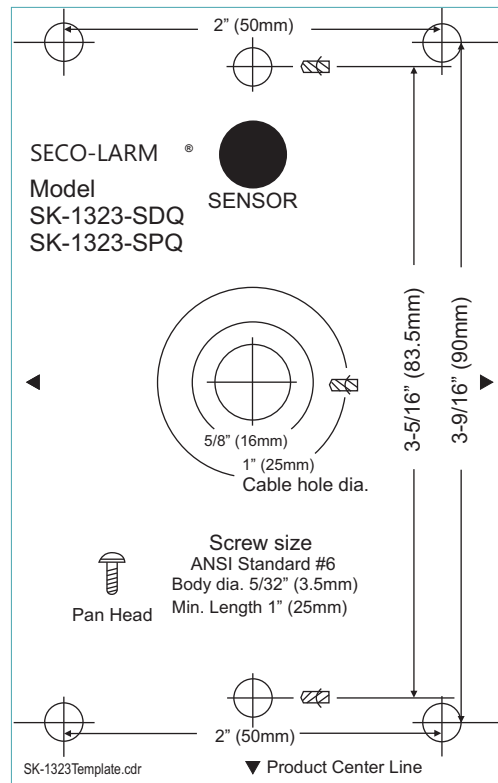 2” (50mm)
SECO-LARM ®
SENSOR
Model
SK-1323-SDQ
SK-1323-SPQ
3-5/16” (83.5mm)
3-9/16” (90mm)
5/8” (16mm)
1” (25mm)
Cable hole dia.
Screw size
ANSI Standard #6
Body dia. 5/32” (3.5mm)
Min. Length 1” (25mm)
Pan Head
2” (50mm)
SK-1323Template.cdr
Product Center Line